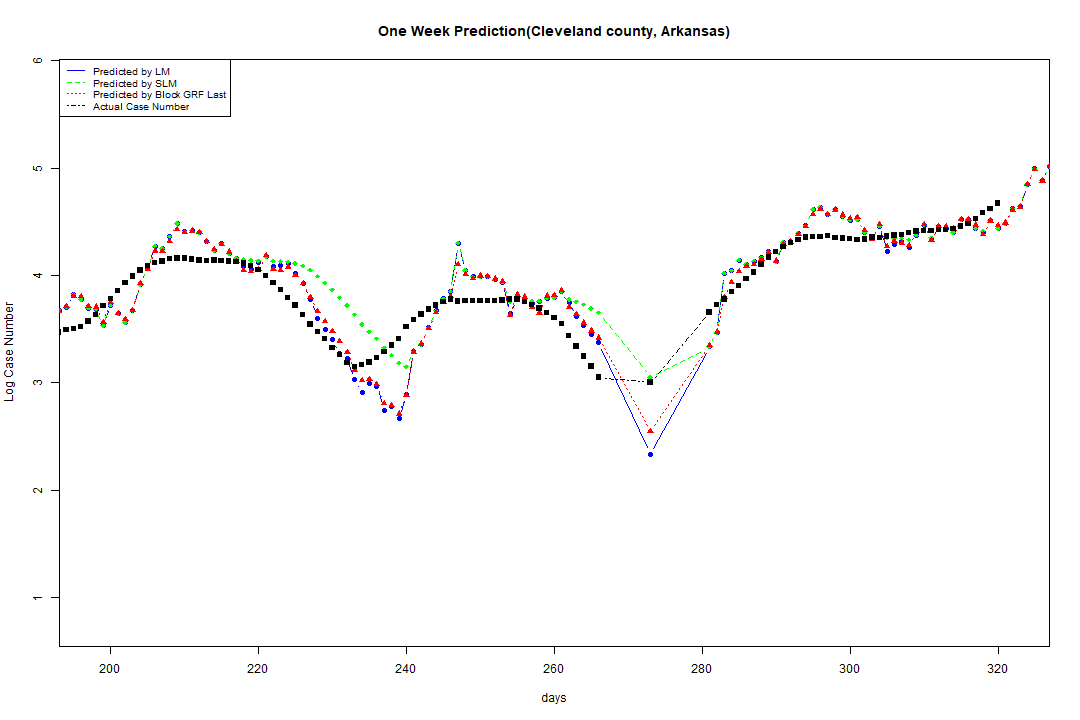 One Week Prediction(Cleveland county, Arkansas)
Predicted by LM
Predicted by SLM
Predicted by Block GRF Last
Actual Case Number
Log Case Number
6
5
4
3
2
1
200 220 240 260 280 300 320
days